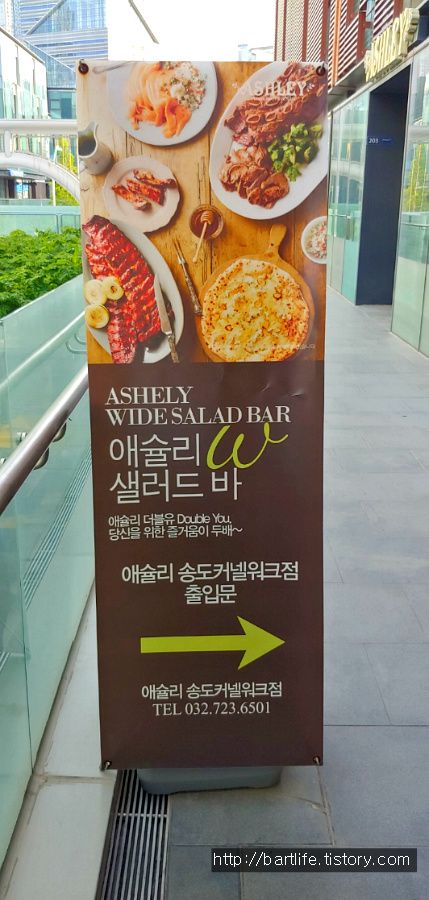 ASHLEY
ASHLEY
203
ASHELY
WIDE SALAD BAR
애슐리 W
샐러드 바
애슐리 더블유 Double You,
당신을 위한 즐거움이 두배~
애슐리 송도커넬워크점
출입문
애슐리 송도커넬워크점
TEL 032.723.6501
http://bartlife.tistory.com